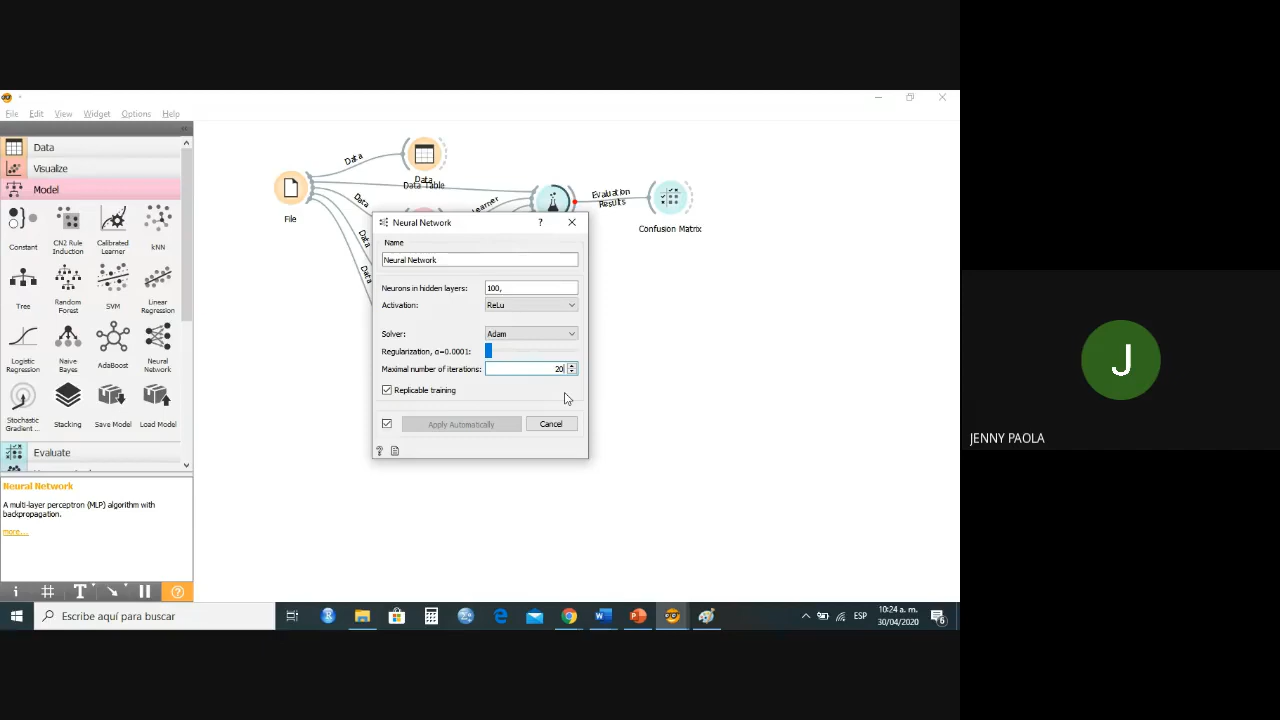 File Edit View Widget Options Help
Data
Visualize
Model
Constant
CN2 Rule
Induction
Calibrated
Learner
kNN
Tree
Random
Forest
SVM
Linear
Regression
Logistic
Regression
Naive
Bayes
AdaBoost
Neural
Network
Stochastic
Gradient ...
Stacking
Save Model
Load Model
Evaluate
Neural Network
A multi-layer perceptron (MLP) algorithm with
backpropagation.
more...
File
Data
Data
Data
Data
Data
Data Table
Learner
Evaluation
Results
Confusion Matrix
Neural Network
Name
Neural Network
Neurons in hidden layers: 100,
Activation: ReLu
Solver: Adam
Regularization, α=0.0001:
Maximal number of iterations: 20
Replicable training
Apply Automatically
Cancel
J
JENNY PAOLA
Escribe aquí para buscar
ESP
10:24 a. m.
30/04/2020
6